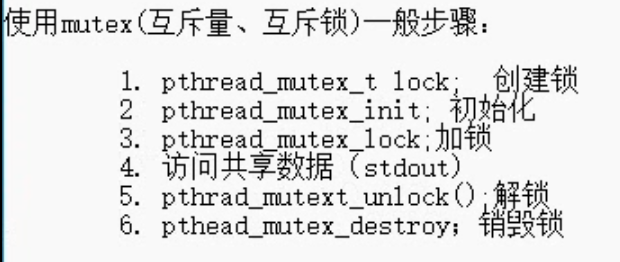 使用mutex(互斥量、互斥锁)一般步骤:
1. pthread_mutex_t lock; 创建锁
2 pthread_mutex_init; 初始化
3. pthread_mutex_lock;加锁
4. 访问共享数据 (stdout)
5. pthrad_mutext_unlock();解锁
6. pthead_mutex_destroy; 销毁锁